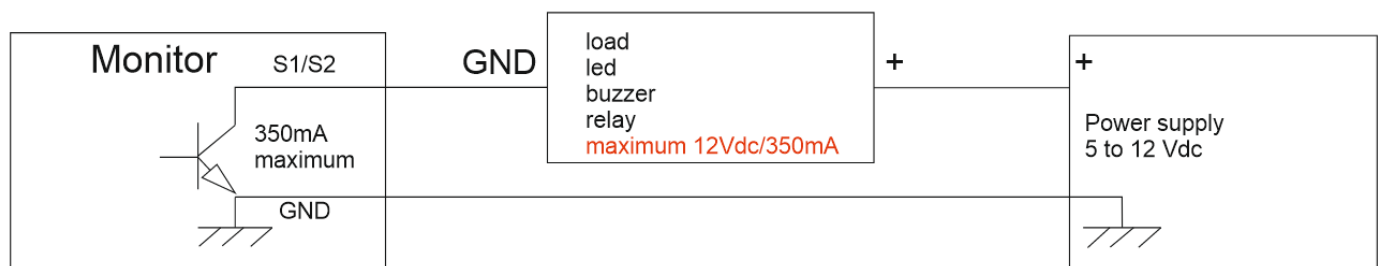 Monitor
S1/S2
350mA
maximum
GND
GND
load
led
buzzer
relay
maximum 12Vdc/350mA
+
+
Power supply
5 to 12 Vdc